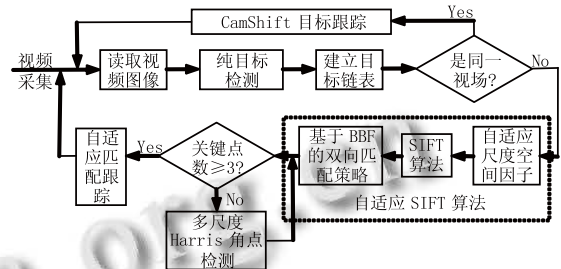 CamShift 目标跟踪
Yes
视频
采集
读取视
频图像
纯目标
检测
建立目
标链表
是同一
视场?
No
自适
应匹
配跟
踪
Yes
关键点
数≥3?
基于 BBF
的双向匹
配策略
SIFT
算法
自适应
尺度空
间因子
自适应 SIFT 算法
No
多尺度
Harris 角点
检测